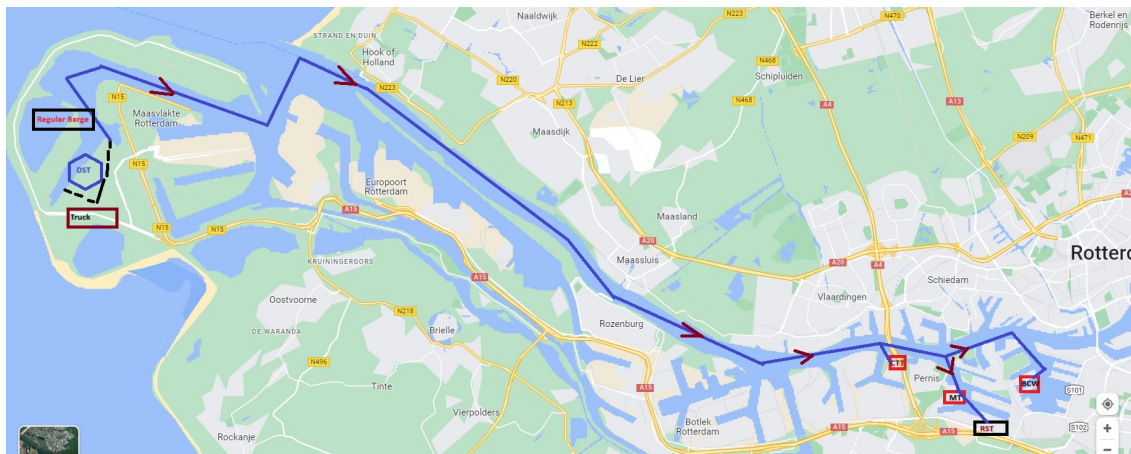 Naaldwijk
N223
N470
Berkel en
Rodenrijs
STRAND EN DUIN
Hook of
Holland
N222
N223
N468
Schipluiden
A4
A13
N220
De Lier
N213
N468
N15
Maasvlakte
Rotterdam
Regular Barge
Maasdijk
N209
N471
N15
DST
Europoort
Rotterdam
Maasland
Truck
A15
N15
N15
A20
A20
A4
A20
Rotterd
KRUININGERGORS
A15
Maassluis
Schiedam
Oostvoorne
N218
Vlaardingen
DE WARANDA
Brielle
Rozenburg
N496
A15
Pernis
BCW
S101
Tinte
MT
Vierpolders
Botlek
Rotterdam
A15
A15
RST
S102
Rockanje
+
−